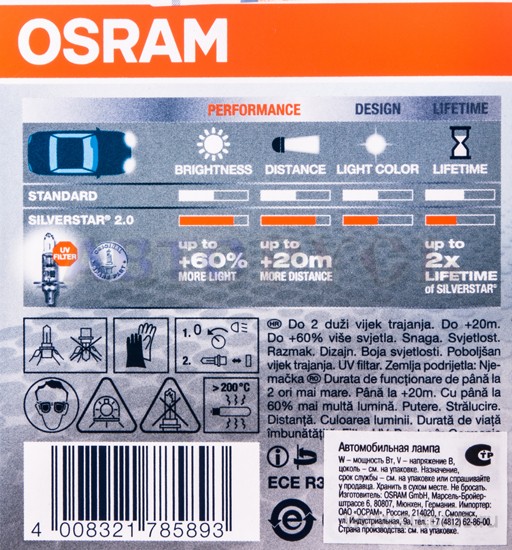 OSRAM
PERFORMANCE DESIGN LIFETIME
BRIGHTNESS DISTANCE LIGHT COLOR LIFETIME
STANDARD
SILVERSTAR® 2.0
UV
FILTER
up to
+60%
MORE LIGHT
up to
+20m
MORE DISTANCE
up to
2x
LIFETIME
of SILVERSTAR®
1. O
2.
>200°C
HR Do 2 duži vijek trajanja. Do +20m.
Do +60% više svjetla. Snaga. Svjetlost.
Razmak. Dizajn. Boja svjetlosti. Poboljšan
vijek trajanja. UV filtar. Zemlja podrijetla: Nje-
mačka RO Durata de funcționare de până la
2 ori mai mare. Până la +20m. Cu până la
60% mai multă lumină. Putere. Strălucire.
Distanță. Culoarea luminii. Durată de viață
îmbunătăți
ECE R3
Автомобильная лампа
W – мощность Вт, V – напряжение В,
цоколь – см. на упаковке. Назначение,
срок службы – см. на упаковке или спрашивайте
у продавца. Хранить в сухом месте. Не бросать.
Изготовитель: OSRAM GmbH, Марсель-Бройер-
штрассе 6, 80807, Мюнхен, Германия. Импортер:
ОАО «ОСРАМ», Россия, 214020, г. Смоленск,
ул. Индустриальная, 9а, тел.: +7 (4812) 62-86-00.
Страна происхождения:
см. на упаковке
4 008321 785893